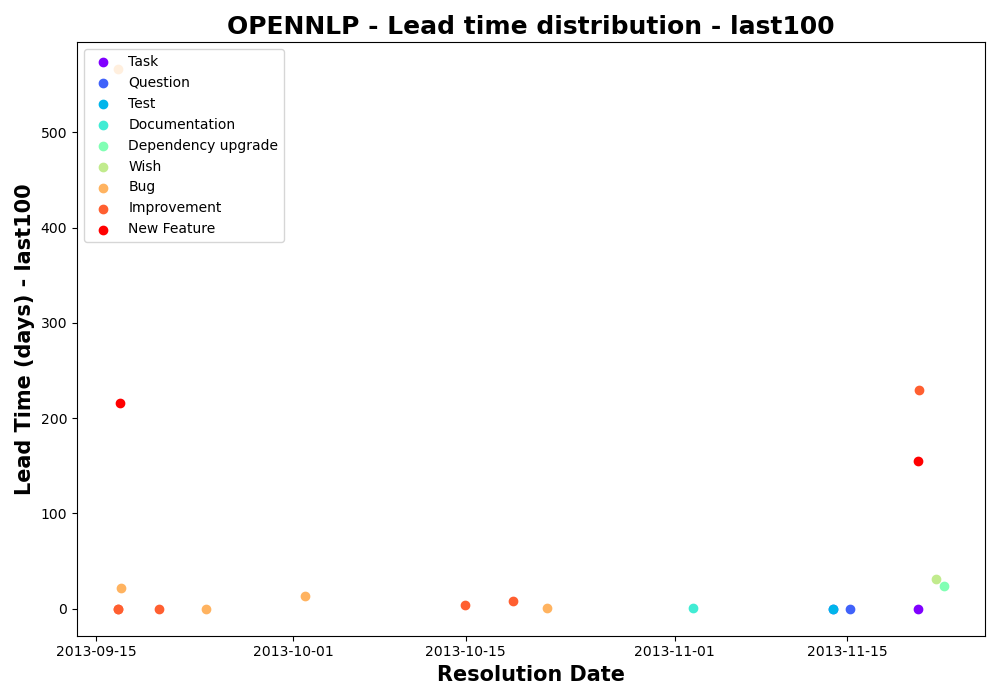 OPENNLP - Lead time distribution - last100
Task
Question
Test
Documentation
Dependency upgrade
Wish
Bug
Improvement
New Feature
500
400
300
200
100
0
Lead Time (days) - last100
2013-09-15
2013-10-01
2013-10-15
2013-11-01
2013-11-15
Resolution Date